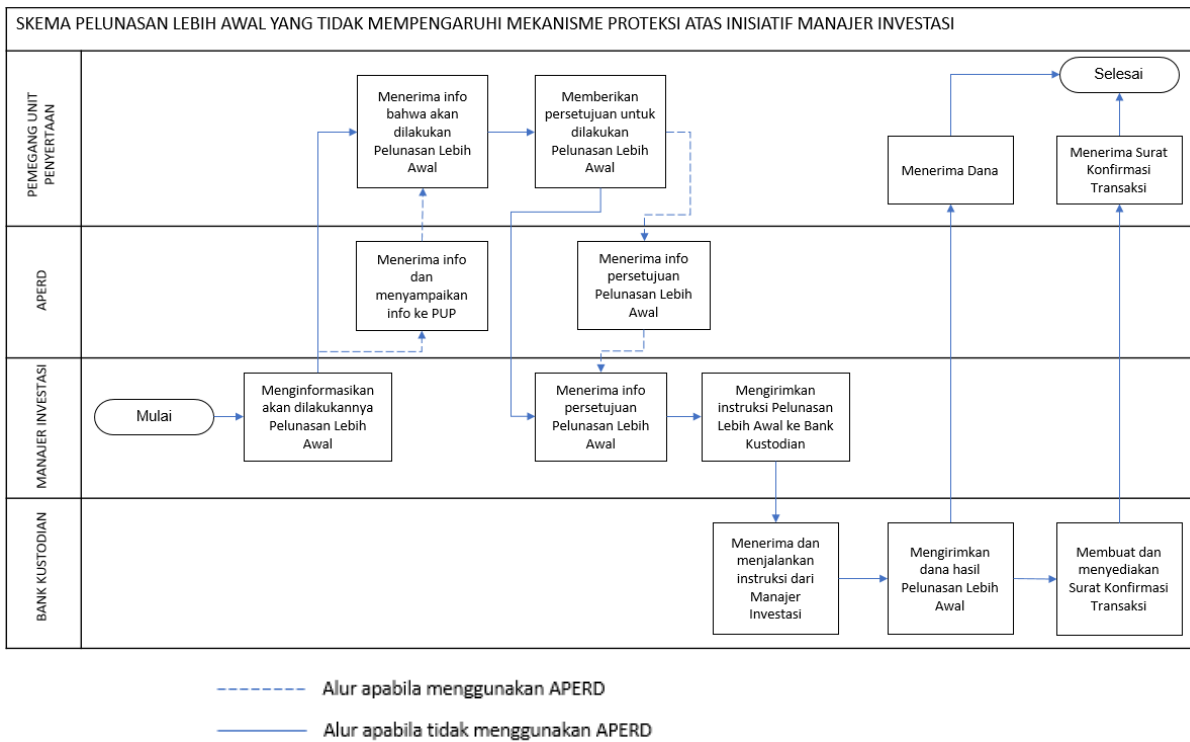 SKEMA PELUNASAN LEBIH AWAL YANG TIDAK MEMPENGARUHI MEKANISME PROTEKSI ATAS INISIATIF MANAJER INVESTASI
PEMEGANG UNIT
PENYERTAAN
Menerima info
bahwa akan
dilakukan
Pelunasan Lebih
Awal
Memberikan
persetujuan untuk
dilakukan
Pelunasan Lebih
Awal
Menerima Dana
Selesai
Menerima Surat
Konfirmasi
Transaksi
APERD
Menerima info
dan
menyampaikan
info ke PUP
Menerima info
persetujuan
Pelunasan Lebih
Awal
MANAJER INVESTASI
Mulai
Menginformasikan
akan dilakukannya
Pelunasan Lebih
Awal
Menerima info
persetujuan
Pelunasan Lebih
Awal
Mengirimkan
instruksi Pelunasan
Lebih Awal ke Bank
Kustodian
BANK KUSTODIAN
Menerima dan
menjalankan
instruksi dari
Manajer
Investasi
Mengirimkan
dana hasil
Pelunasan Lebih
Awal
Membuat dan
menyediakan
Surat Konfirmasi
Transaksi
Alur apabila menggunakan APERD
Alur apabila tidak menggunakan APERD